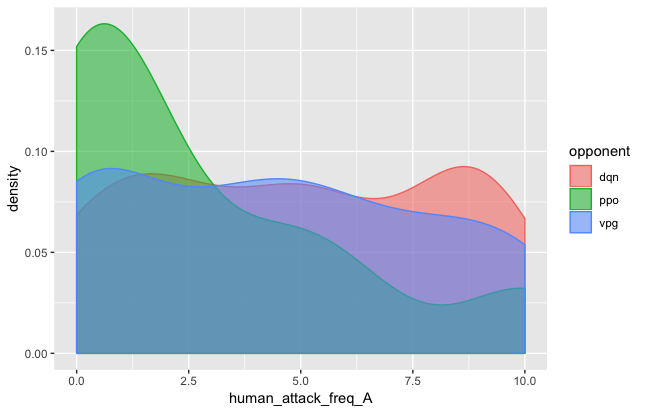 0.15
0.10
0.05
0.00
density
0.0 2.5 5.0 7.5 10.0
human_attack_freq_A
opponent
dqn
ppo
vpg